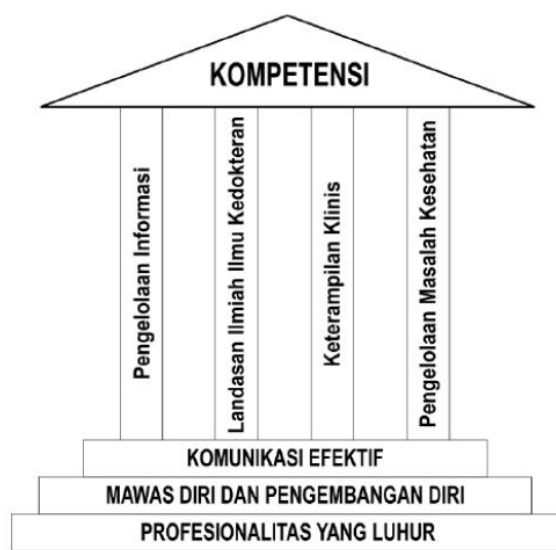 KOMPETENSI
Pengelolaan Informasi
Landasan Ilmiah Ilmu Kedokteran
Keterampilan Klinis
Pengelolaan Masalah Kesehatan
KOMUNIKASI EFEKTIF
MAWAS DIRI DAN PENGEMBANGAN DIRI
PROFESIONALITAS YANG LUHUR